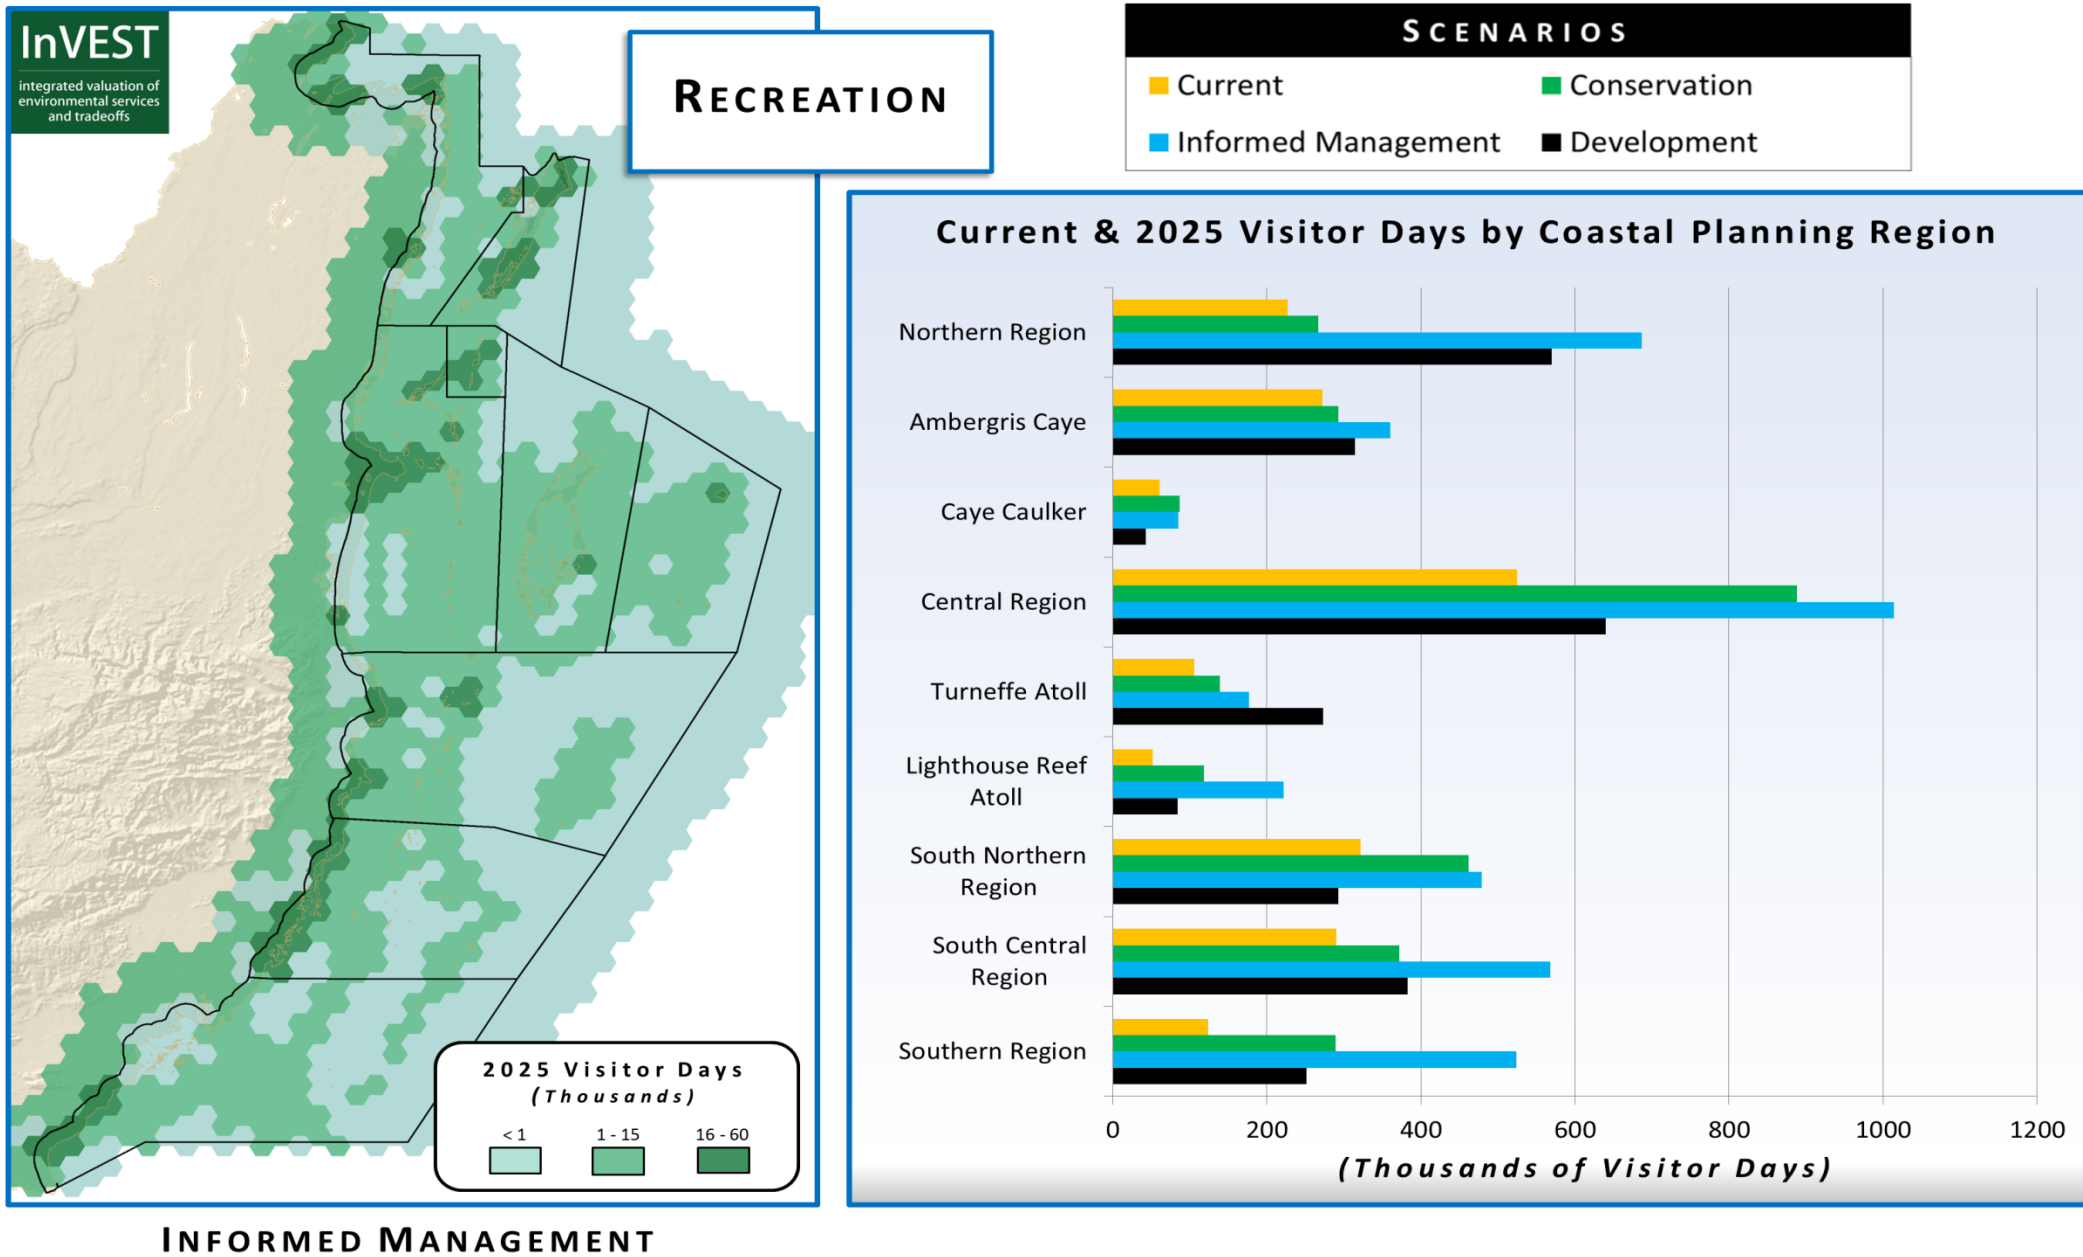 InVEST
integrated valuation of
environmental services
and tradeoffs
RECREATION
SCENARIOS
Current
Conservation
Informed Management
Development
Current & 2025 Visitor Days by Coastal Planning Region
Northern Region
Ambergris Caye
Caye Caulker
Central Region
Turneffe Atoll
Lighthouse Reef
Atoll
South Northern
Region
South Central
Region
Southern Region
0 200 400 600 800 1000 1200
(Thousands of Visitor Days)
2025 Visitor Days
(Thousands)
< 1 1 - 15 16 - 60
INFORMED MANAGEMENT